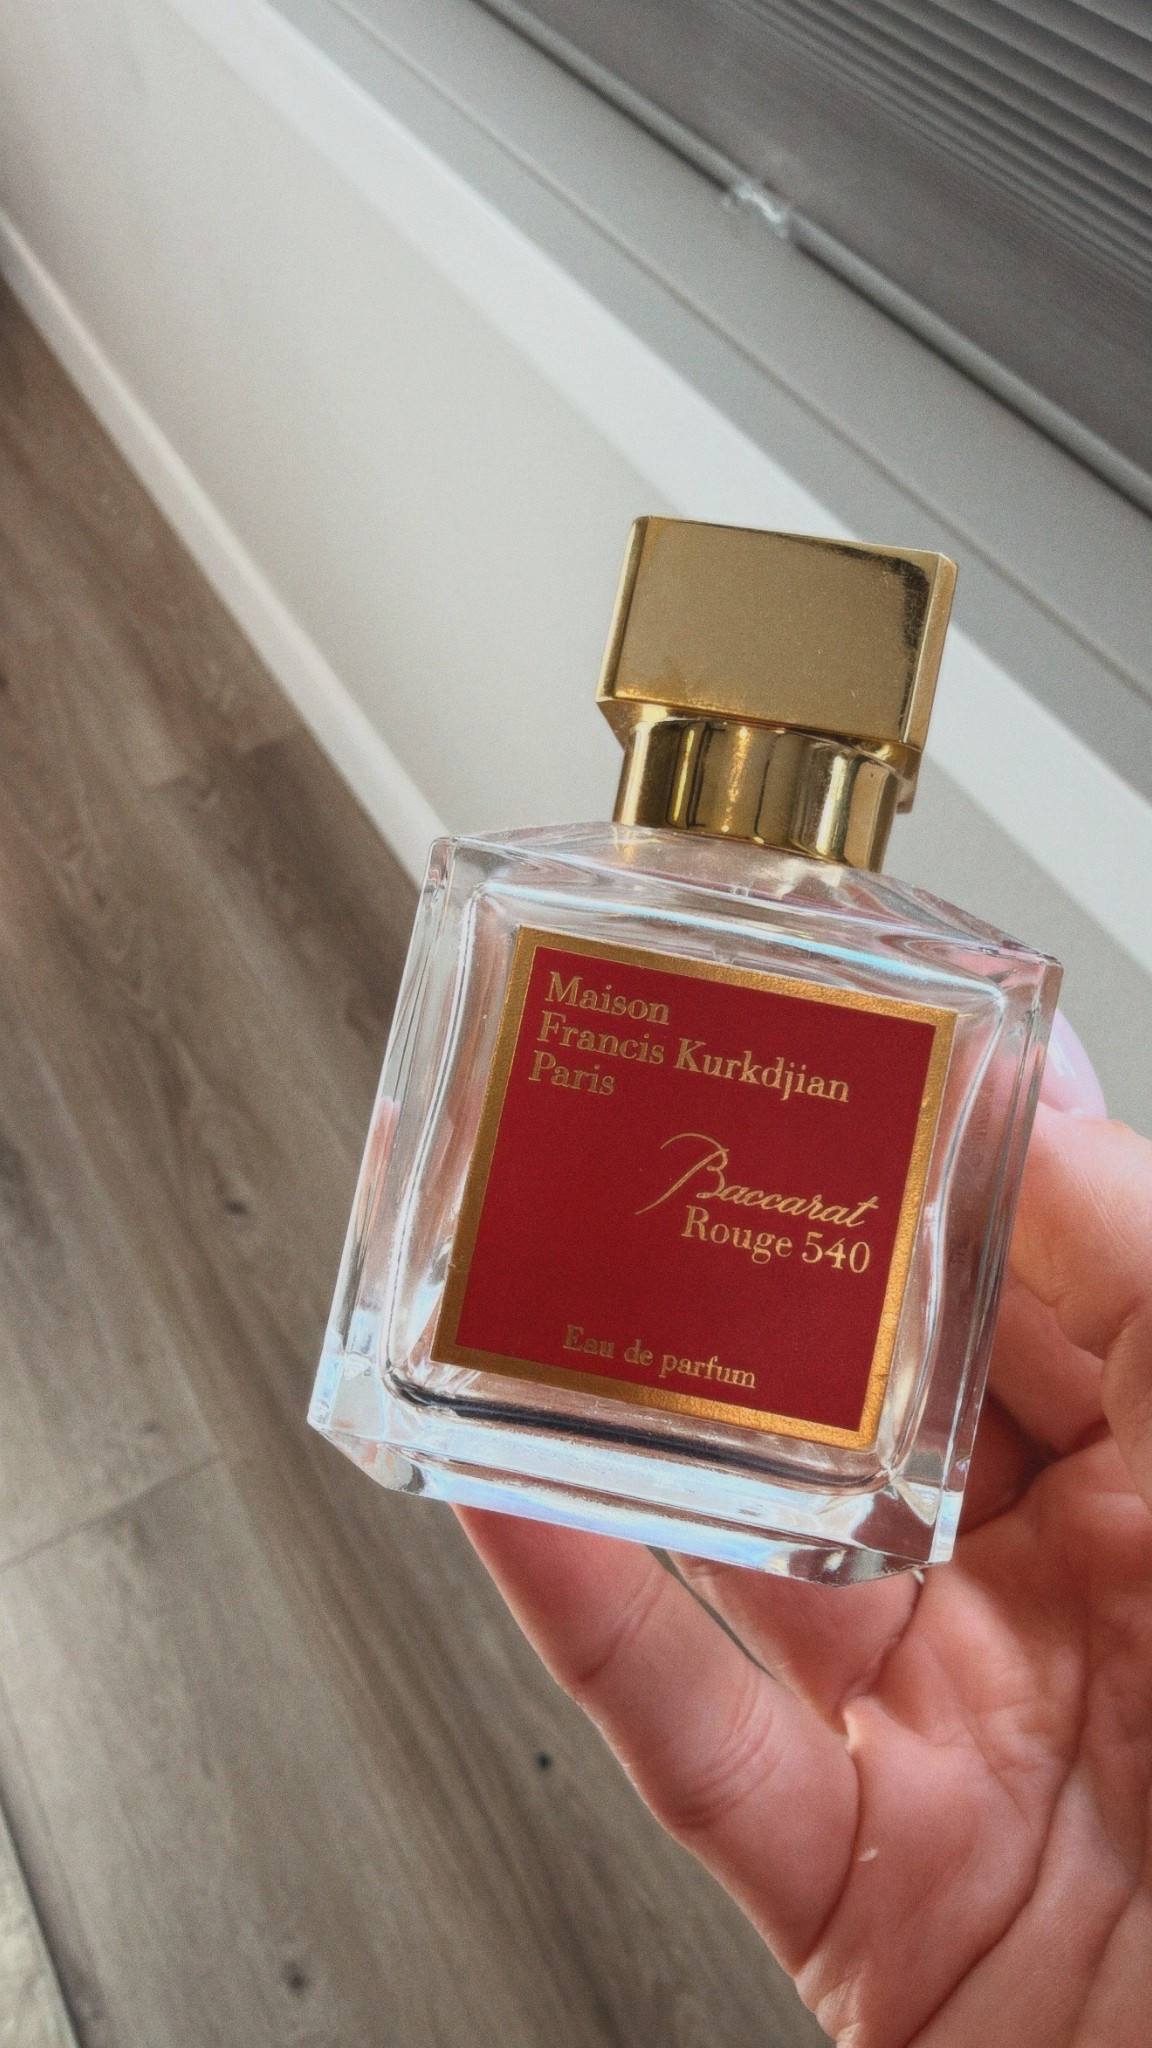 Maison
Francis Kurkdjian
Paris
Baccarat
Rouge 540
Eau de parfum